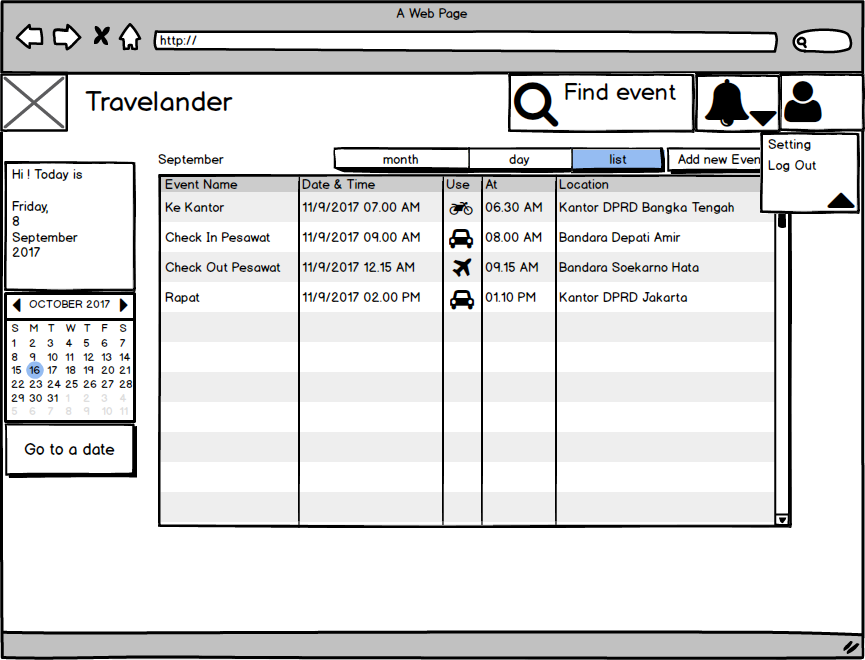 A Web Page
http://
Travelander
Find event
Setting
Log Out
Hi ! Today is
Friday,
8
September
2017
OCTOBER 2017
S M T W T F S
1 2 3 4 5 6 7
8 9 10 11 12 13 14
15 16 17 18 19 20 21
22 23 24 25 26 27 28
29 30 31 1 2 3 4
5 6 7 8 9 10 11
Go to a date
September
month day list Add new Even
Event Name Date & Time Use At Location
Ke Kantor 11/9/2017 07.00 AM 06.30 AM Kantor DPRD Bangka Tengah
Check In Pesawat 11/9/2017 09.00 AM 08.00 AM Bandara Depati Amir
Check Out Pesawat 11/9/2017 12.15 AM 09.15 AM Bandara Soekarno Hata
Rapat 11/9/2017 02.00 PM 01.10 PM Kantor DPRD Jakarta